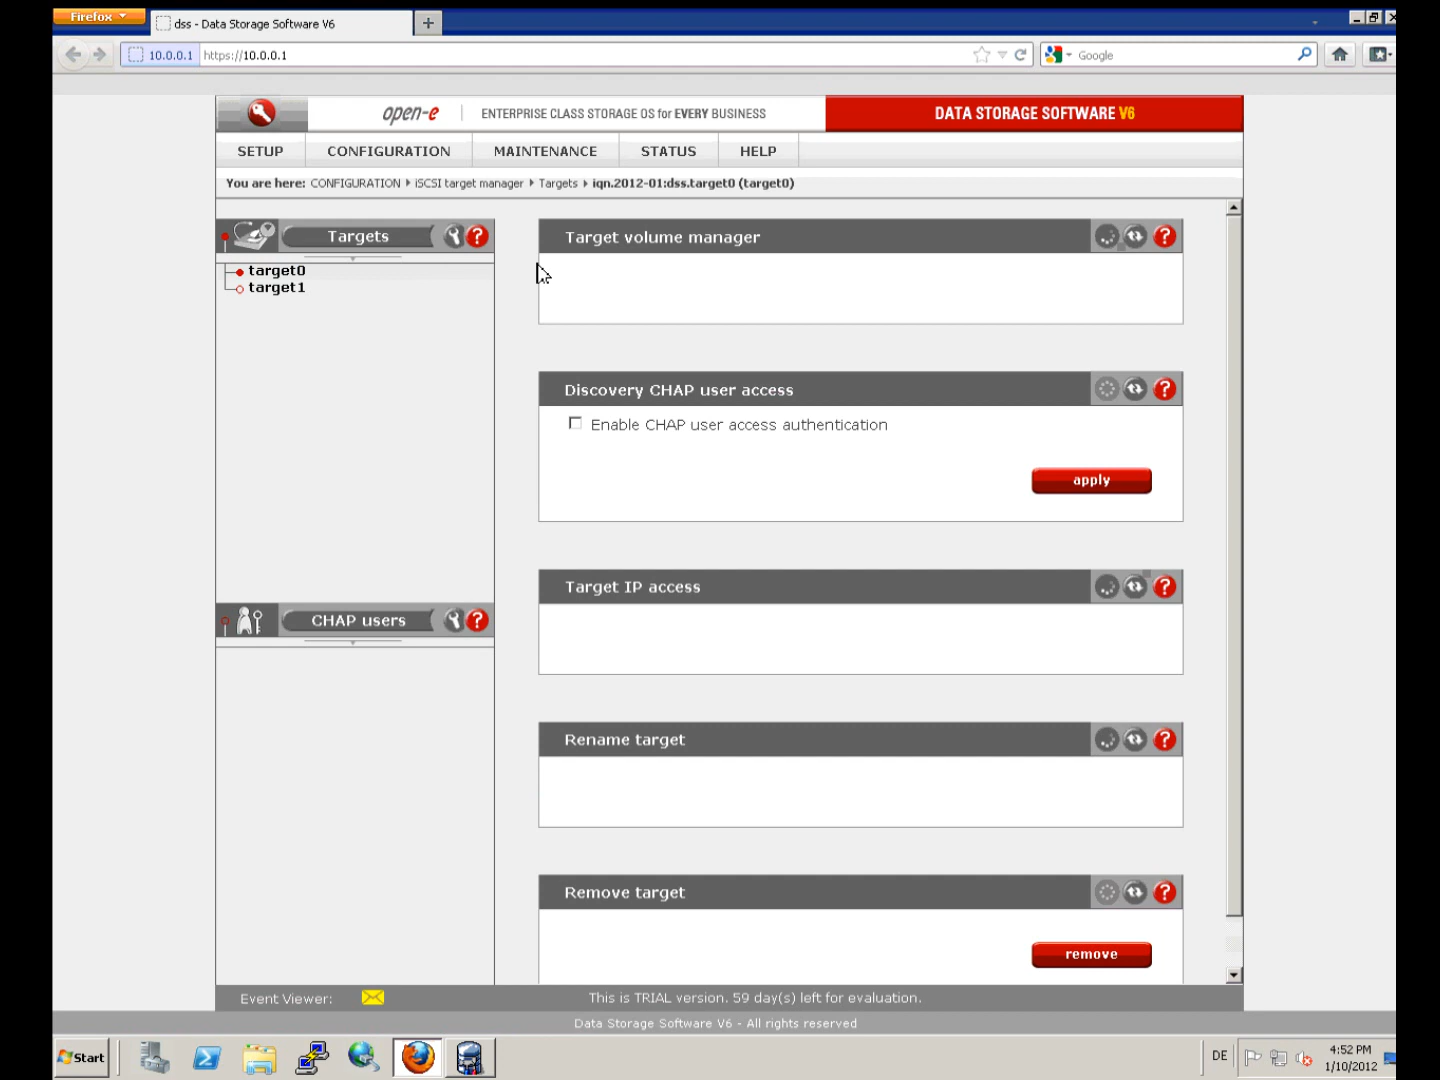 Firefox
dss - Data Storage Software V6
10.0.0.1 https://10.0.0.1
Google
open-e ENTERPRISE CLASS STORAGE OS for EVERY BUSINESS
DATA STORAGE SOFTWARE V6
SETUP CONFIGURATION MAINTENANCE STATUS HELP
You are here: CONFIGURATION iSCSI target manager Targets iqn.2012-01:dss.target0 (target0)
Targets
target0
target1
CHAP users
Target volume manager
Discovery CHAP user access
Enable CHAP user access authentication
apply
Target IP access
Rename target
Remove target
remove
Event Viewer:
This is TRIAL version. 59 day(s) left for evaluation.
Data Storage Software V6 - All rights reserved
Start
DE
4:52 PM
1/10/2012